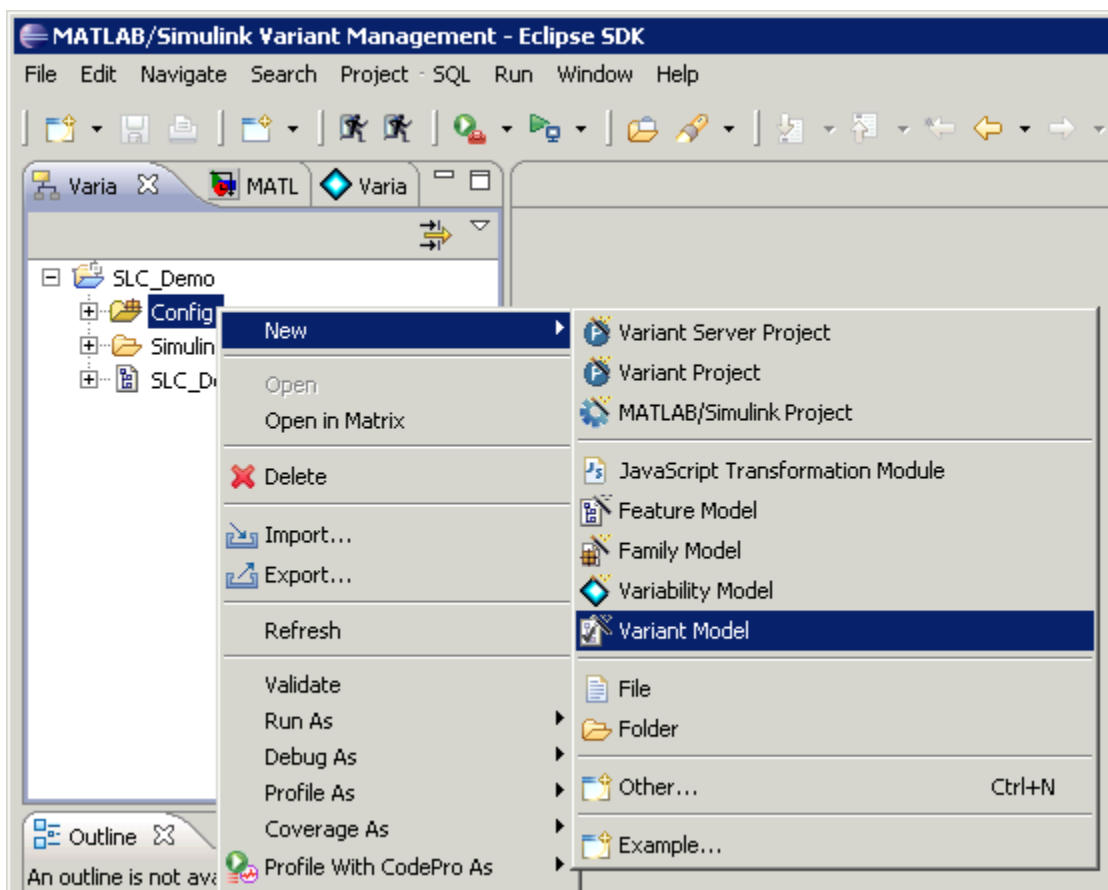 MATLAB/Simulink Variant Management - Eclipse SDK
File Edit Navigate Search Project SQL Run Window Help
Varia MATL Varia
SLC_Demo
Config
Simulin
SLC_D
New
Open
Open in Matrix
Delete
Import...
Export...
Refresh
Validate
Run As
Debug As
Profile As
Coverage As
Profile With CodePro As
Variant Server Project
Variant Project
MATLAB/Simulink Project
JavaScript Transformation Module
Feature Model
Family Model
Variability Model
Variant Model
File
Folder
Other... Ctrl+N
Example...
Outline
An outline is not ava